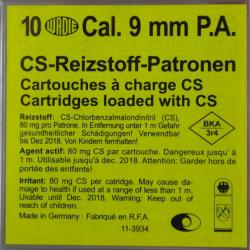 10 WADIE Cal. 9 mm P.A.
CS-Reizstoff-Patronen
Cartouches à charge CS
Cartridges loaded with CS
Reizstoff: CS-Chlorbenzalmalondinitril (CS),
80 mg pro Patrone. In Entfernung unter 1 m Gefahr
gesundheitlicher Schädigungen! Verwendbar
bis Dez 2018. Von Kindern fernhalten!
BKA
3r4
Agent actif: 80 mg CS par cartouche. Dangereux jusqu' à
1 m. Utilisable jusqu'à dec. 2018. Attention: Garder hors de
portée des enfants!
Irritant: 80 mg CS per cartridge. May cause da-
mage to health if used at a range of less than 1 m.
Usable until Dec. 2018. Warning: Keep out of
reach of children.
Made in Germany - Fabriqué en R.F.A.
11-3934